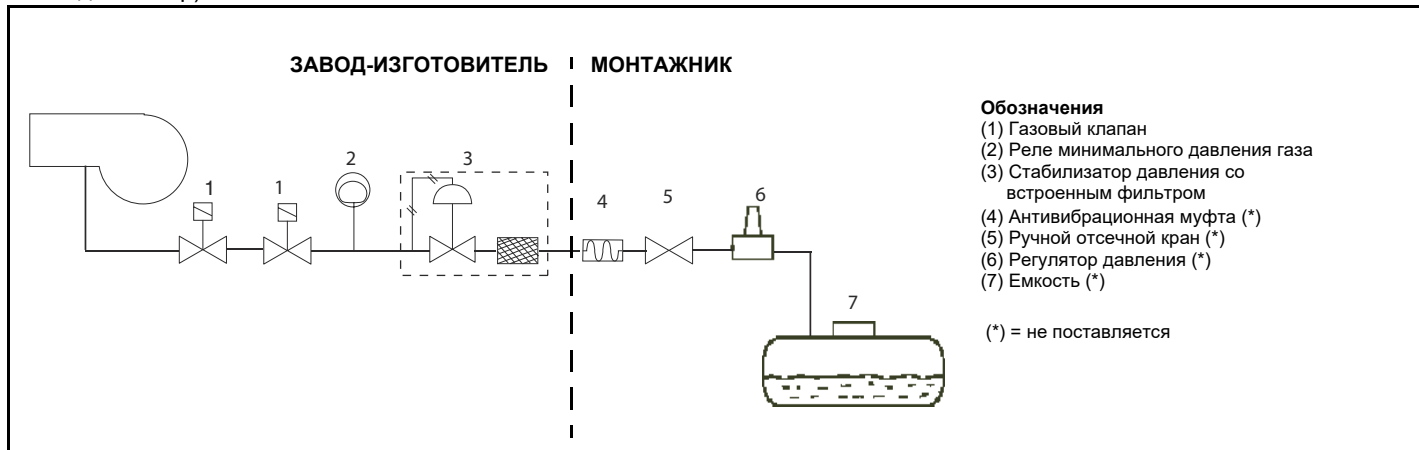 ЗАВОД-ИЗГОТОВИТЕЛЬ
МОНТАЖНИК
1
1
2
3
4
5
6
7
Обозначения
(1) Газовый клапан
(2) Реле минимального давления газа
(3) Стабилизатор давления со
встроенным фильтром
(4) Антивибрационная муфта (*)
(5) Ручной отсечной кран (*)
(6) Регулятор давления (*)
(7) Емкость (*)
(*) = не поставляется